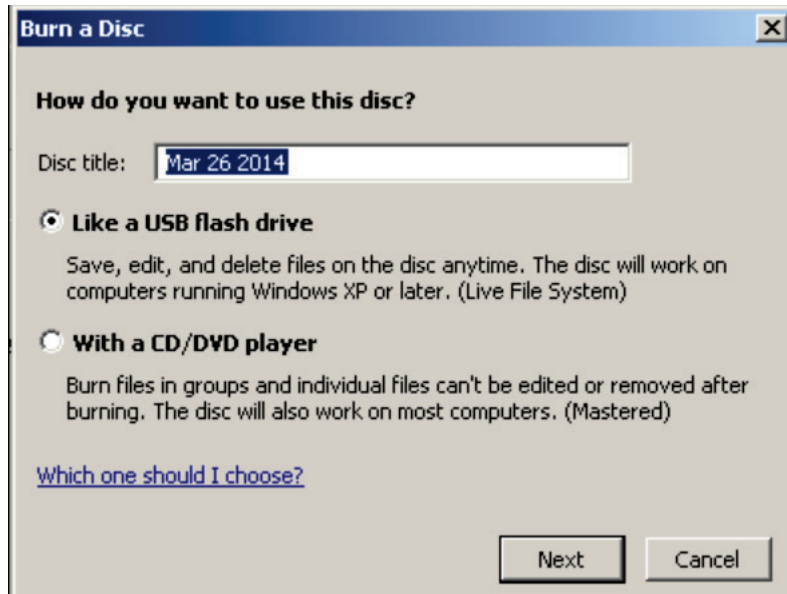 Burn a Disc
How do you want to use this disc?
Disc title: Mar 26 2014
Like a USB flash drive
Save, edit, and delete files on the disc anytime. The disc will work on
computers running Windows XP or later. (Live File System)
With a CD/DVD player
Burn files in groups and individual files can't be edited or removed after
burning. The disc will also work on most computers. (Mastered)
Which one should I choose?
Next Cancel